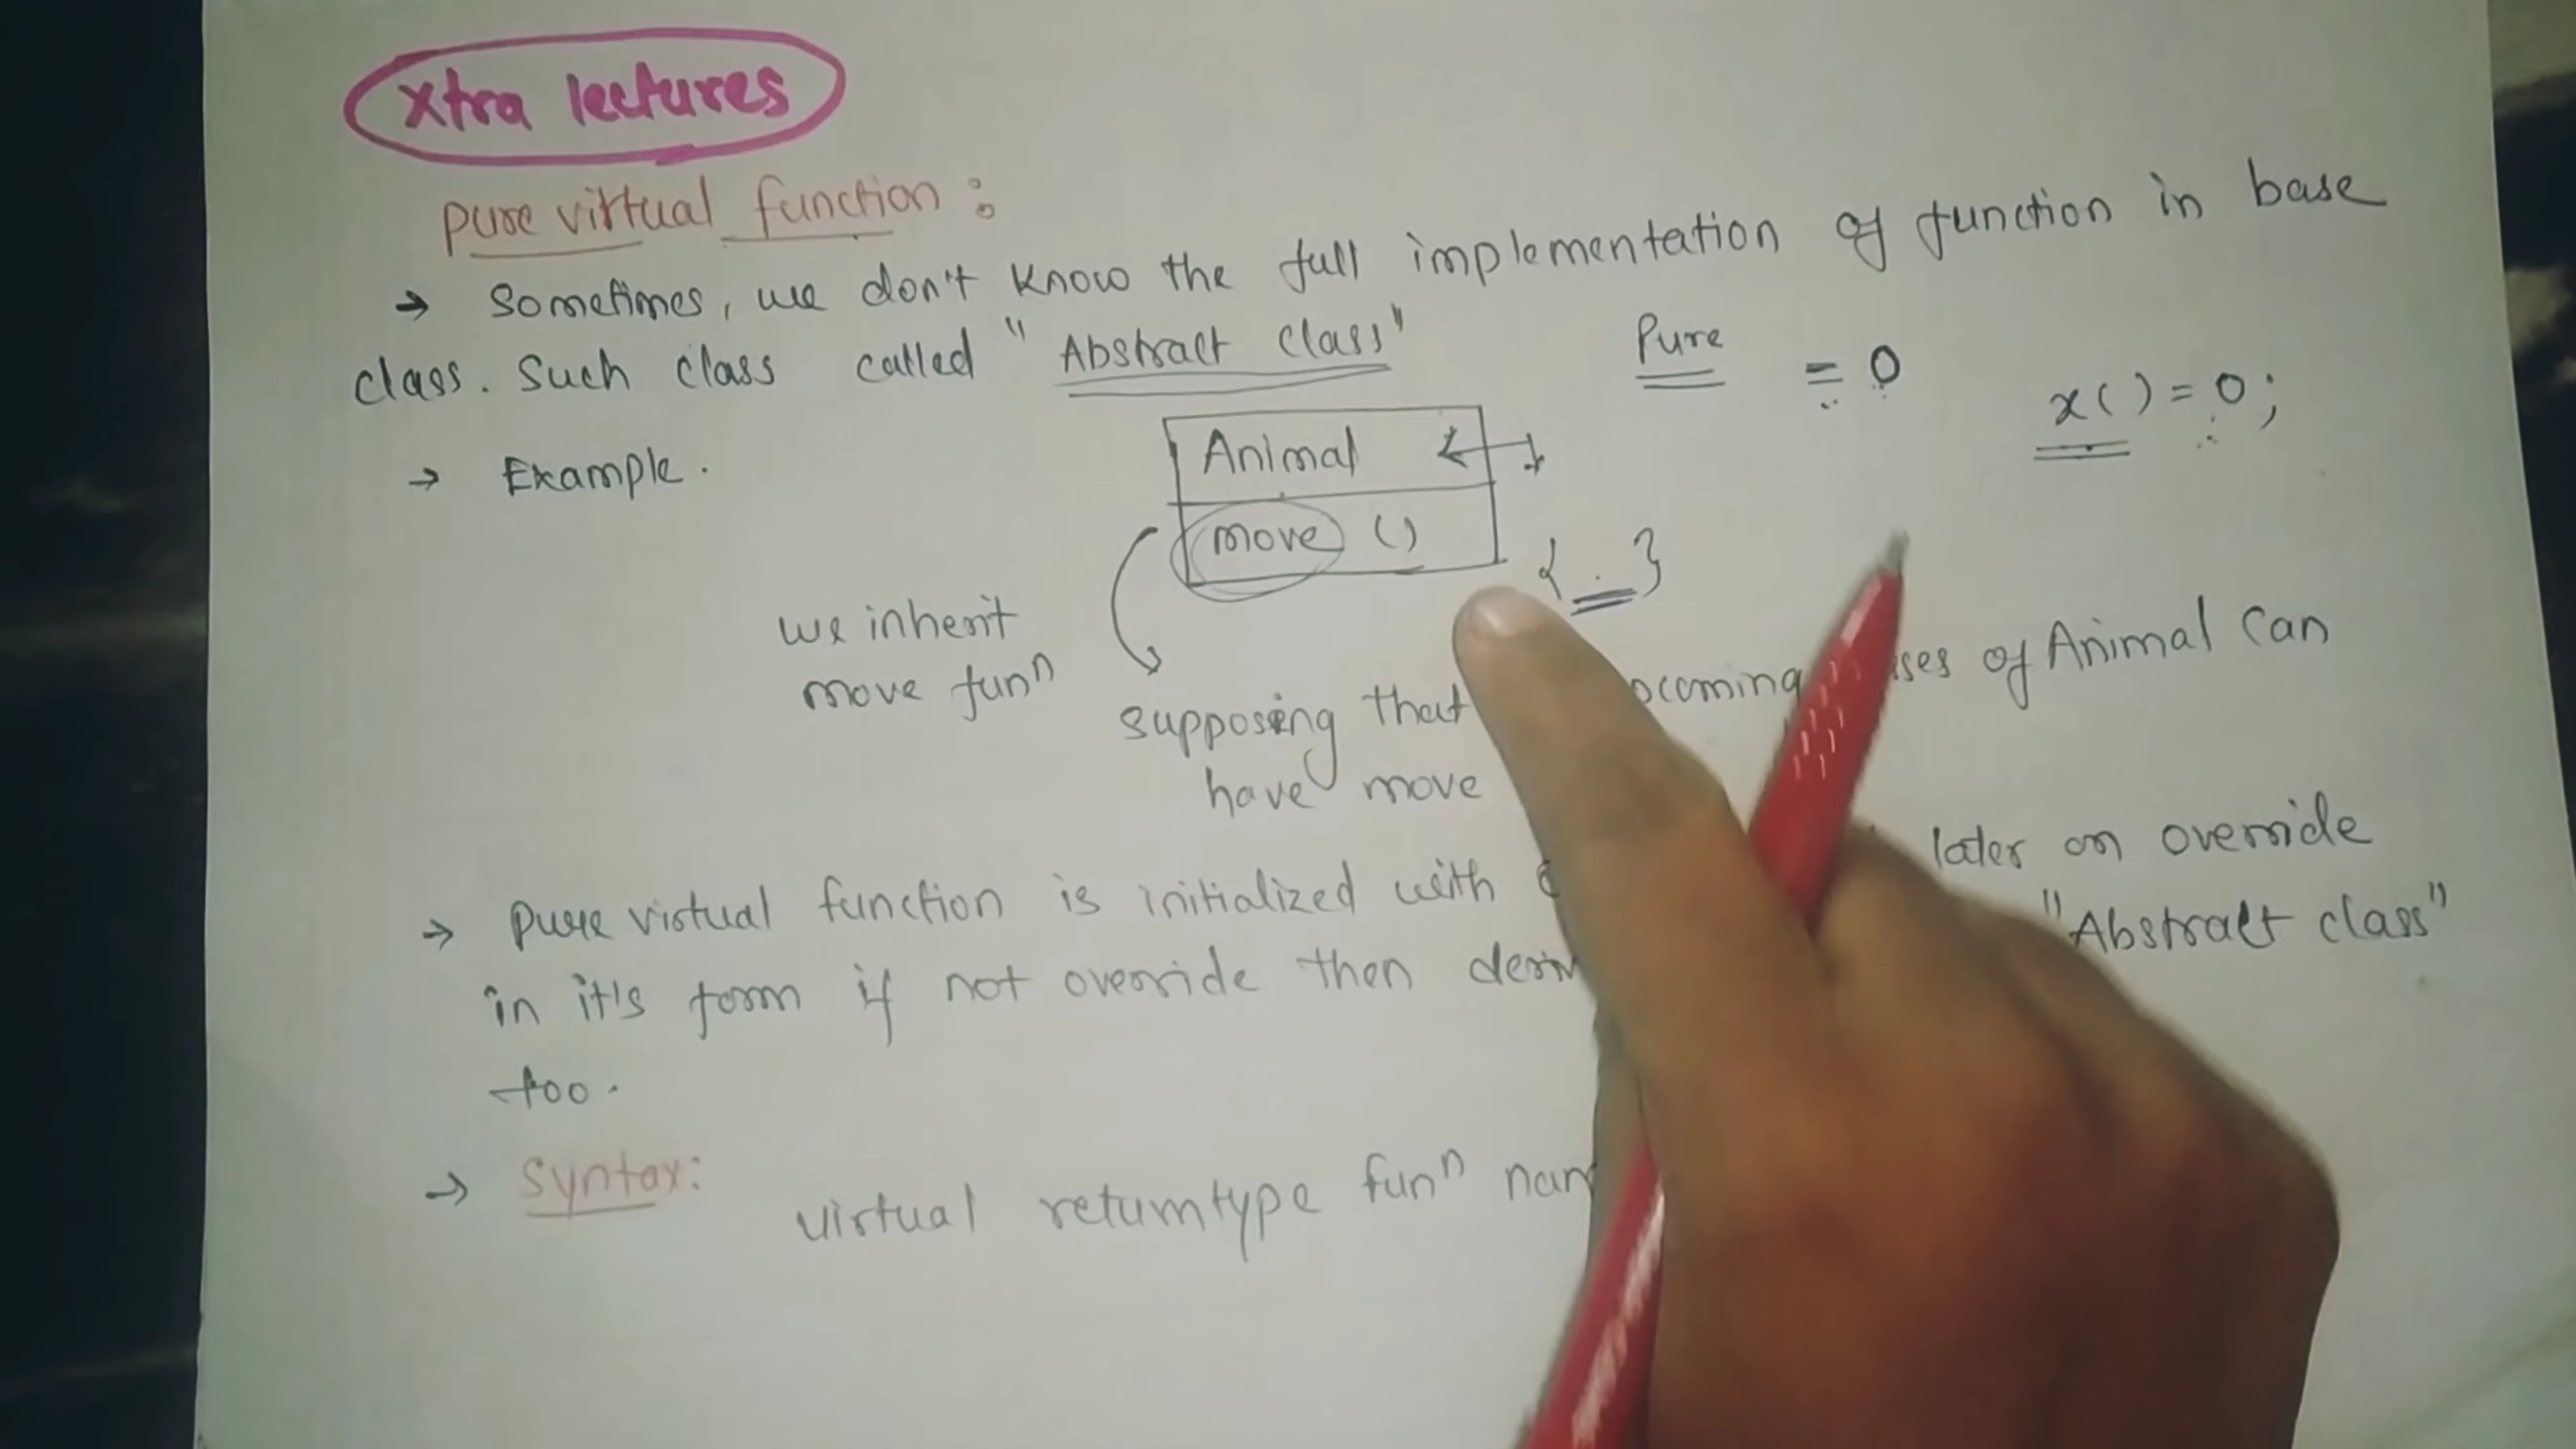 Xtra lectures
Pure virtual function :
→ Sometimes, we don't know the full implementation of function in base
class. Such class called "Abstract Class"
Pure = 0
x() = 0;
→ Example.
Animal
move ()
{ . }
we inherit
move funⁿ
supposing that of Animal can
have move
→ Pure virtual function is initialized with later on override
in it's form if not override then "Abstract class"
too.
→ Syntax:
virtual returntype funⁿ